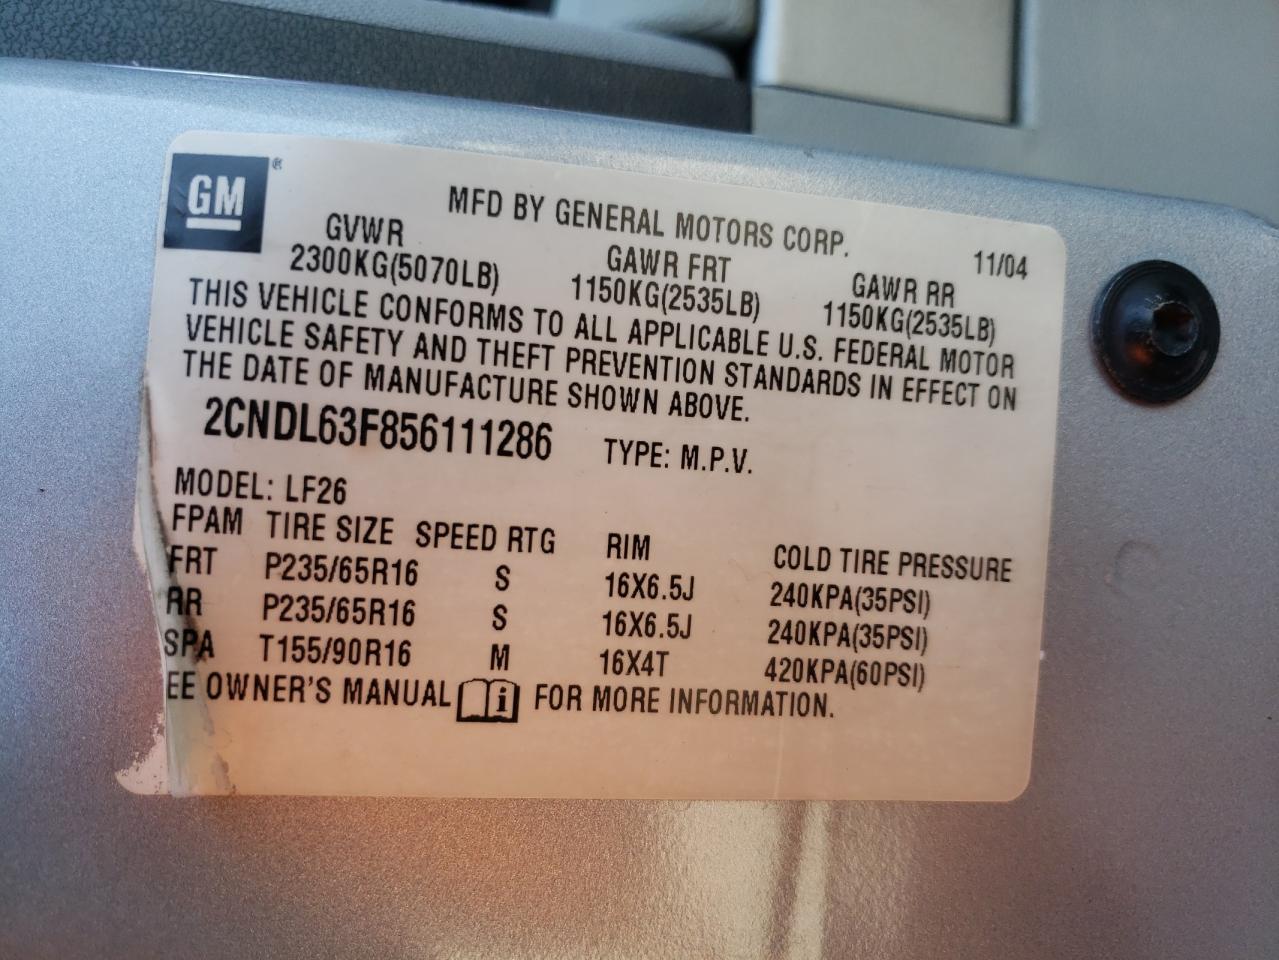 GM ®
MFD BY GENERAL MOTORS CORP. 11/04
GVWR GAWR FRT GAWR RR
2300KG(5070LB) 1150KG(2535LB) 1150KG(2535LB)
THIS VEHICLE CONFORMS TO ALL APPLICABLE U.S. FEDERAL MOTOR
VEHICLE SAFETY AND THEFT PREVENTION STANDARDS IN EFFECT ON
THE DATE OF MANUFACTURE SHOWN ABOVE.
2CNDL63F856111286 TYPE: M.P.V.
MODEL: LF26
FPAM TIRE SIZE SPEED RTG RIM COLD TIRE PRESSURE
FRT P235/65R16 S 16X6.5J 240KPA(35PSI)
RR P235/65R16 S 16X6.5J 240KPA(35PSI)
SPA T155/90R16 M 16X4T 420KPA(60PSI)
EE OWNER'S MANUAL i FOR MORE INFORMATION.